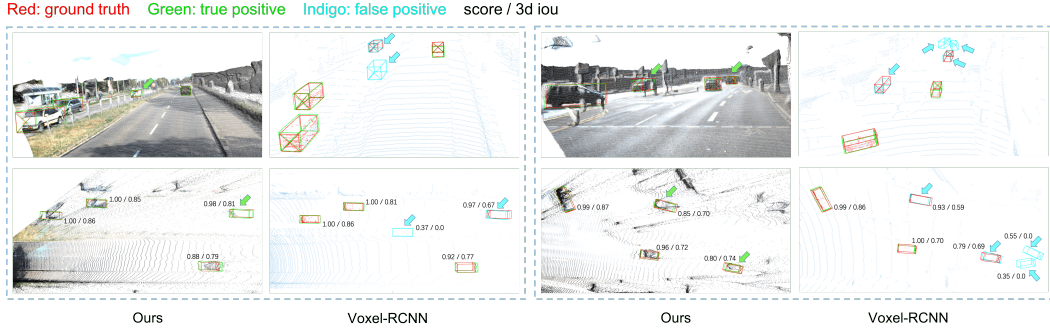 Red: ground truth Green: true positive Indigo: false positive score / 3d iou
1.00 / 0.85
0.98 / 0.81
1.00 / 0.86
0.88 / 0.79
1.00 / 0.81
0.97 / 0.67
1.00 / 0.86
0.37 / 0.0
0.92 / 0.77
0.99 / 0.87
0.85 / 0.70
0.96 / 0.72
0.80 / 0.74
0.99 / 0.86
0.93 / 0.59
1.00 / 0.70
0.79 / 0.69
0.55 / 0.0
0.35 / 0.0
Ours Voxel-RCNN Ours Voxel-RCNN